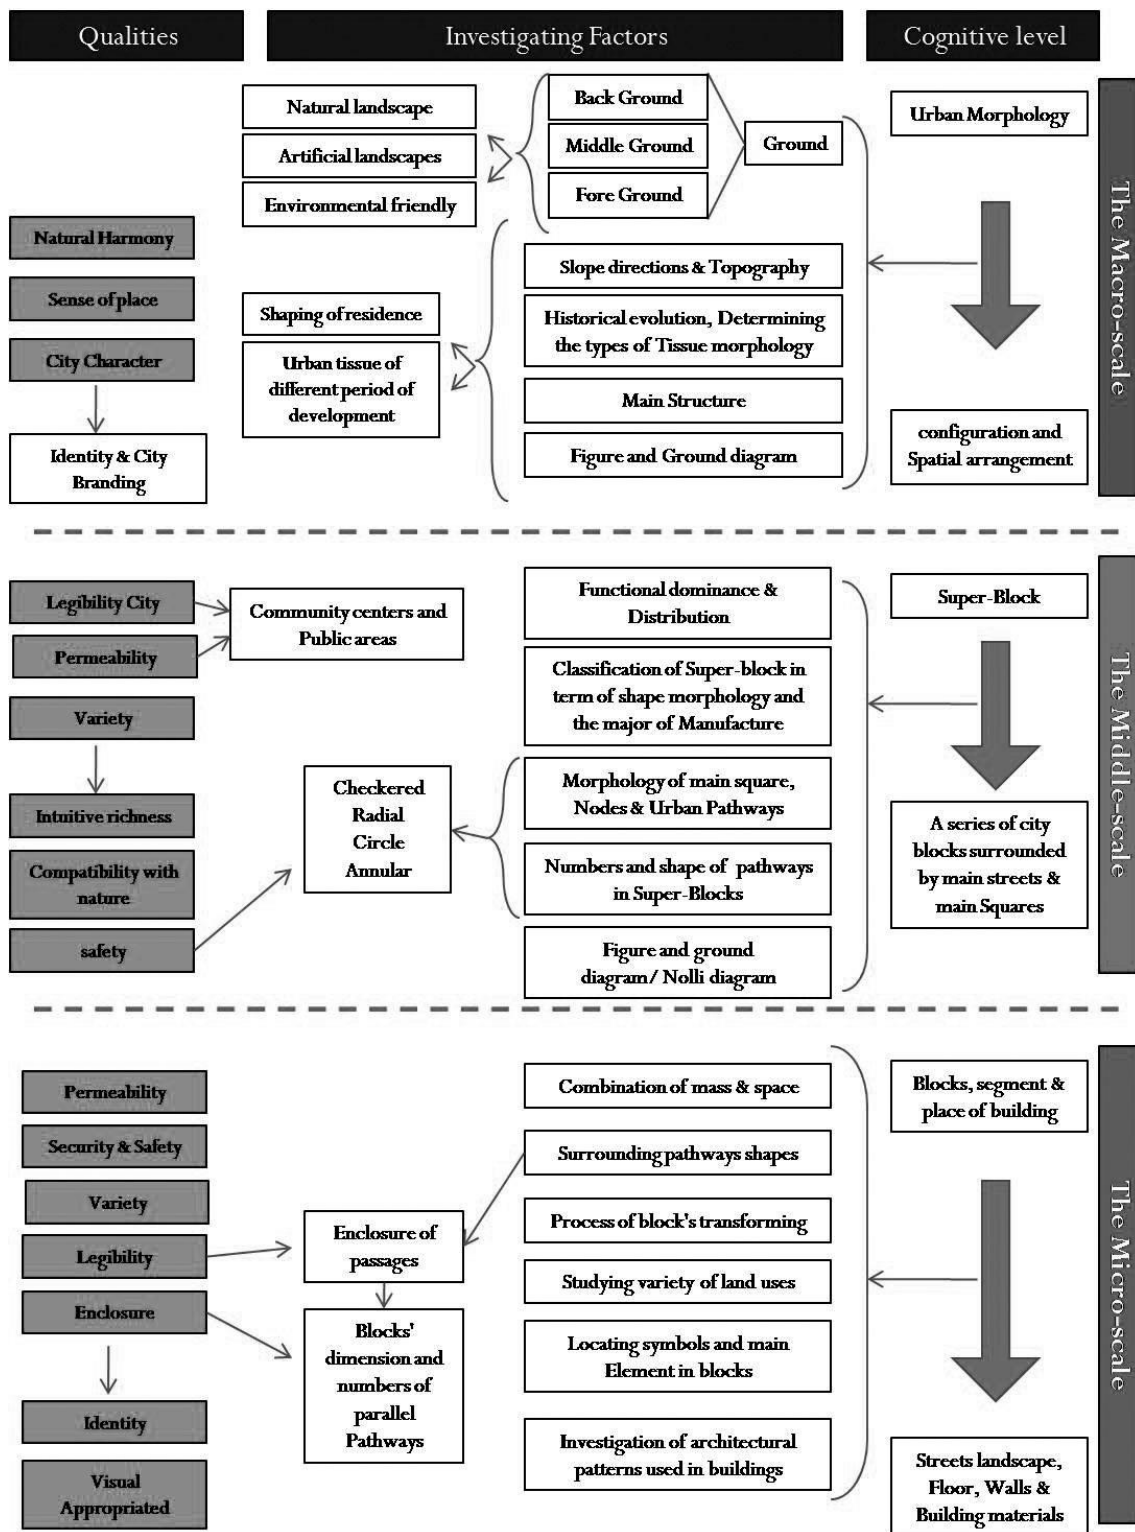 Qualities
Investigating Factors
Cognitive level
The Macro-scale
Natural landscape
Artificial landscapes
Environmental friendly
Back Ground
Middle Ground
Fore Ground
Ground
Urban Morphology
Natural Harmony
Sense of place
City Character
Identity & City
Branding
Shaping of residence
Urban tissue of
different period of
development
Slope directions & Topography
Historical evolution, Determining
the types of Tissue morphology
Main Structure
Figure and Ground diagram
configuration and
Spatial arrangement
The Middle-scale
Legibility City
Permeability
Variety
Intuitive richness
Compatibility with
nature
safety
Community centers and
Public areas
Checkered
Radial
Circle
Annular
Functional dominance &
Distribution
Classification of Super-block in
term of shape morphology and
the major of Manufacture
Morphology of main square,
Nodes & Urban Pathways
Numbers and shape of pathways
in Super-Blocks
Figure and ground
diagram/ Nolli diagram
Super-Block
A series of city
blocks surrounded
by main streets &
main Squares
The Micro-scale
Permeability
Security & Safety
Variety
Legibility
Enclosure
Identity
Visual
Appropriated
Enclosure of
passages
Blocks'
dimension and
numbers of
parallel
Pathways
Combination of mass & space
Surrounding pathways shapes
Process of block's transforming
Studying variety of land uses
Locating symbols and main
Element in blocks
Investigation of architectural
patterns used in buildings
Blocks, segment &
place of building
Streets landscape,
Floor, Walls &
Building materials